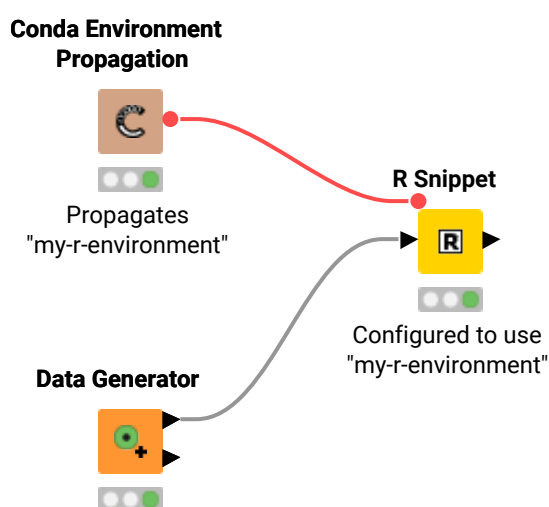 Conda Environment
Propagation
C
Propagates
"my-r-environment"
R Snippet
R
Configured to use
"my-r-environment"
Data Generator